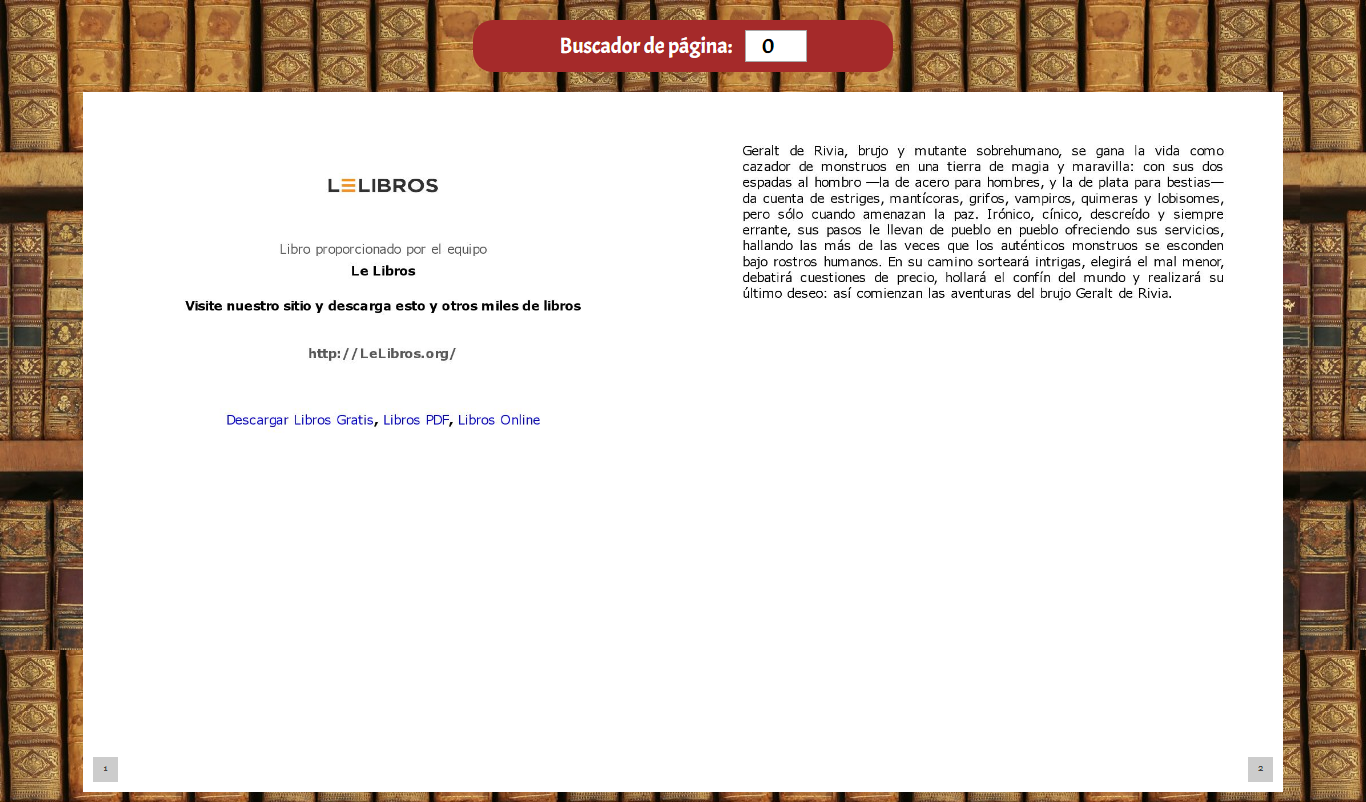 Buscador de página: 0
LELIBROS
Libro proporcionado por el equipo
Le Libros
Visite nuestro sitio y descarga esto y otros miles de libros
http://LeLibros.org/
Descargar Libros Gratis, Libros PDF, Libros Online
1
Geralt de Rivia, brujo y mutante sobrehumano, se gana la vida como
cazador de monstruos en una tierra de magia y maravilla: con sus dos
espadas al hombro —la de acero para hombres, y la de plata para bestias—
da cuenta de estriges, mantícoras, grifos, vampiros, quimeras y lobisomes,
pero sólo cuando amenazan la paz. Irónico, cínico, descreído y siempre
errante, sus pasos le llevan de pueblo en pueblo ofreciendo sus servicios,
hallando las más de las veces que los auténticos monstruos se esconden
bajo rostros humanos. En su camino sorteará intrigas, elegirá el mal menor,
debatirá cuestiones de precio, hollará el confín del mundo y realizará su
último deseo: así comienzan las aventuras del brujo Geralt de Rivia.
2